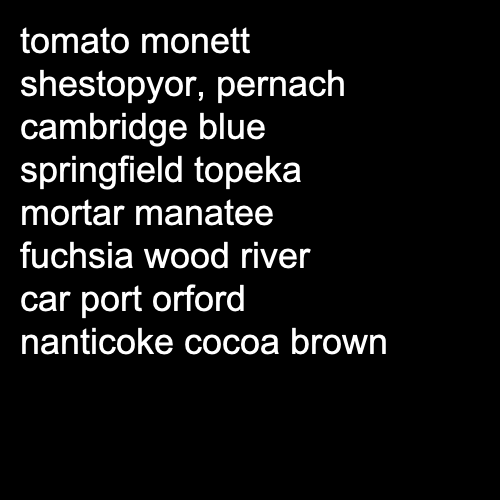 tomato monett
shestopyor, pernach
cambridge blue
springfield topeka
mortar manatee
fuchsia wood river
car port orford
nanticoke cocoa brown